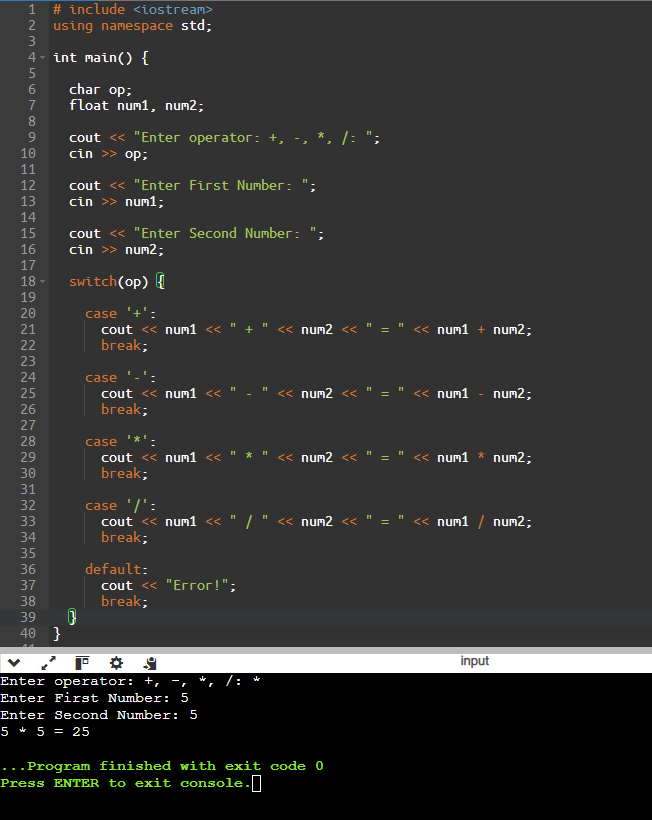 1 # include <iostream>
2 using namespace std;
3
4 int main() {
5
6 char op;
7 float num1, num2;
8
9 cout << "Enter operator: +, -, *, /: ";
10 cin >> op;
11
12 cout << "Enter First Number: ";
13 cin >> num1;
14
15 cout << "Enter Second Number: ";
16 cin >> num2;
17
18 switch(op) {
19
20 case '+':
21 cout << num1 << " + " << num2 << " = " << num1 + num2;
22 break;
23
24 case '-':
25 cout << num1 << " - " << num2 << " = " << num1 - num2;
26 break;
27
28 case '*':
29 cout << num1 << " * " << num2 << " = " << num1 * num2;
30 break;
31
32 case '/':
33 cout << num1 << " / " << num2 << " = " << num1 / num2;
34 break;
35
36 default:
37 cout << "Error!";
38 break;
39 }
40 }
input
Enter operator: +, -, *, /: *
Enter First Number: 5
Enter Second Number: 5
5 * 5 = 25
...Program finished with exit code 0
Press ENTER to exit console.